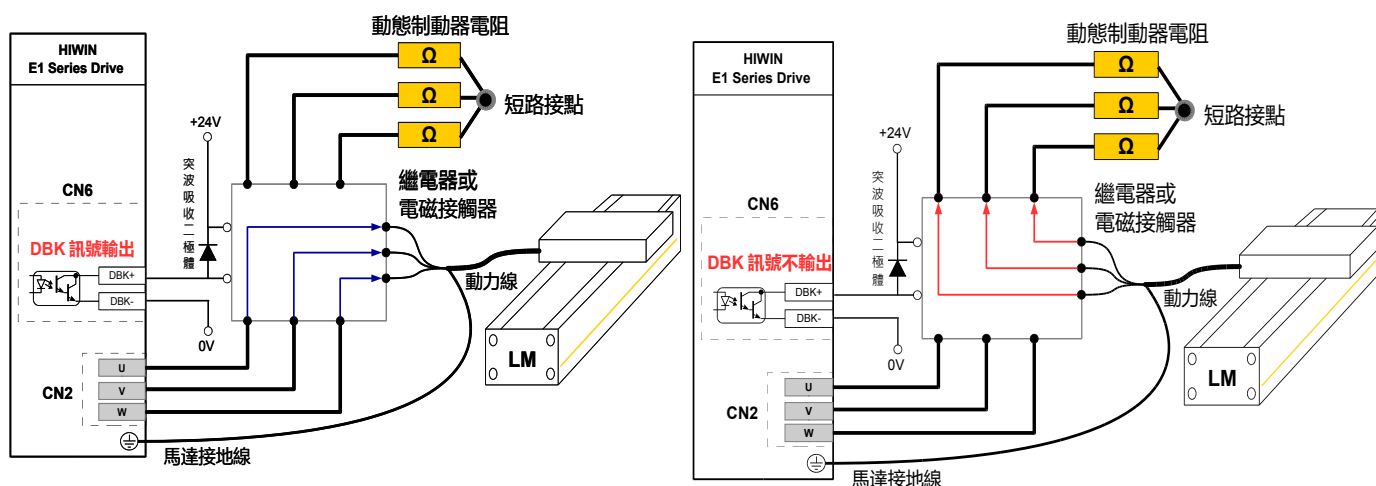 HIWIN
E1 Series Drive
CN6
DBK 訊號輸出
DBK+
DBK-
CN2
U
V
W
+24V
突波吸收二極體
0V
動態制動器電阻
Ω
Ω
Ω
短路接點
繼電器或
電磁接觸器
動力線
LM
馬達接地線
HIWIN
E1 Series Drive
CN6
DBK 訊號不輸出
DBK+
DBK-
CN2
U
V
W
+24V
突波吸收二極體
0V
動態制動器電阻
Ω
Ω
Ω
短路接點
繼電器或
電磁接觸器
動力線
LM
馬達接地線